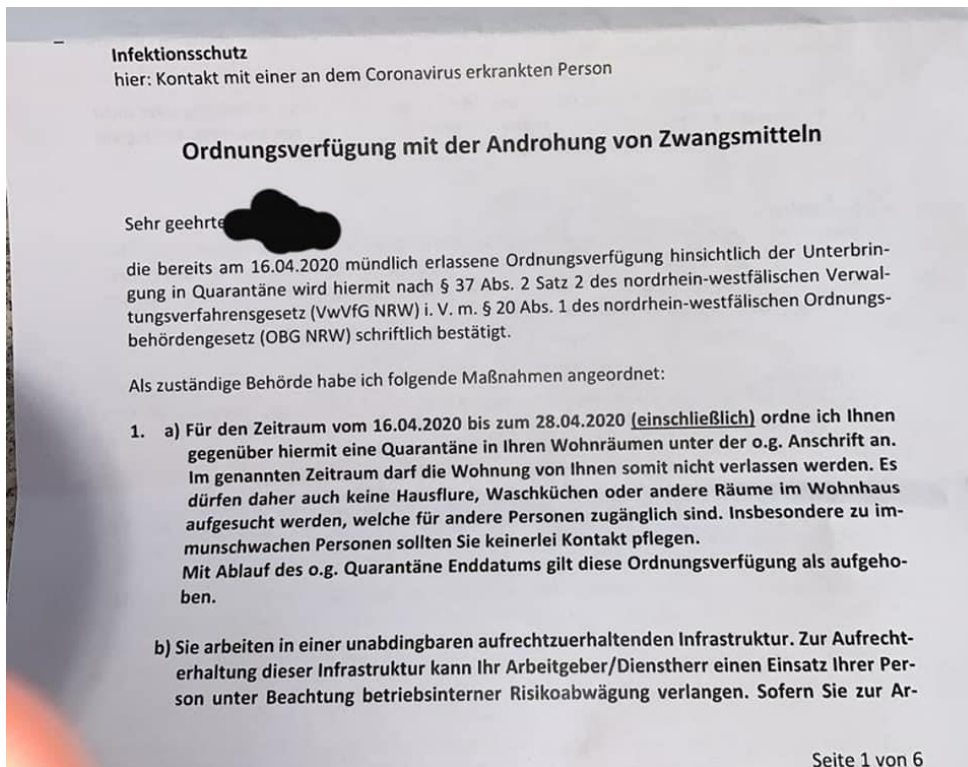 Infektionsschutz
hier: Kontakt mit einer an dem Coronavirus erkrankten Person
Ordnungsverfügung mit der Androhung von Zwangsmitteln
Sehr geehrte
die bereits am 16.04.2020 mündlich erlassene Ordnungsverfügung hinsichtlich der Unterbrin-
gung in Quarantäne wird hiermit nach § 37 Abs. 2 Satz 2 des nordrhein-westfälischen Verwal-
tungsverfahrensgesetz (VwVfG NRW) i. V. m. § 20 Abs. 1 des nordrhein-westfälischen Ordnungs-
behördengesetz (OBG NRW) schriftlich bestätigt.
Als zuständige Behörde habe ich folgende Maßnahmen angeordnet:
1. a) Für den Zeitraum vom 16.04.2020 bis zum 28.04.2020 (einschließlich) ordne ich Ihnen
gegenüber hiermit eine Quarantäne in Ihren Wohnräumen unter der o.g. Anschrift an.
Im genannten Zeitraum darf die Wohnung von Ihnen somit nicht verlassen werden. Es
dürfen daher auch keine Hausflure, Waschküchen oder andere Räume im Wohnhaus
aufgesucht werden, welche für andere Personen zugänglich sind. Insbesondere zu im-
munschwachen Personen sollten Sie keinerlei Kontakt pflegen.
Mit Ablauf des o.g. Quarantäne Enddatums gilt diese Ordnungsverfügung als aufgeho-
ben.
b) Sie arbeiten in einer unabdingbaren aufrechtzuerhaltenden Infrastruktur. Zur Aufrecht-
erhaltung dieser Infrastruktur kann Ihr Arbeitgeber/Dienstherr einen Einsatz Ihrer Per-
son unter Beachtung betriebsinterner Risikoabwägung verlangen. Sofern Sie zur Ar-
Seite 1 von 6